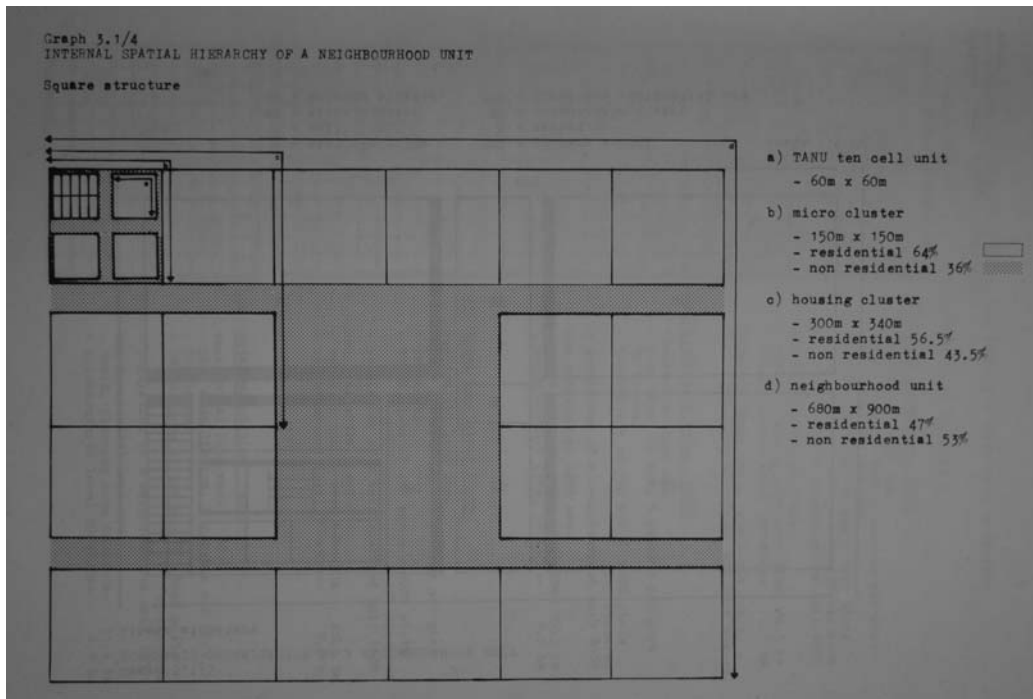 Graph 3.1/4
INTERNAL SPATIAL HIERARCHY OF A NEIGHBOURHOOD UNIT
Square structure
a) TANU ten cell unit
- 60m x 60m
b) micro cluster
- 150m x 150m
- residential 64%
- non residential 36%
c) housing cluster
- 300m x 340m
- residential 56.5%
- non residential 43.5%
d) neighbourhood unit
- 680m x 900m
- residential 47%
- non residential 53%
d
c
b
a